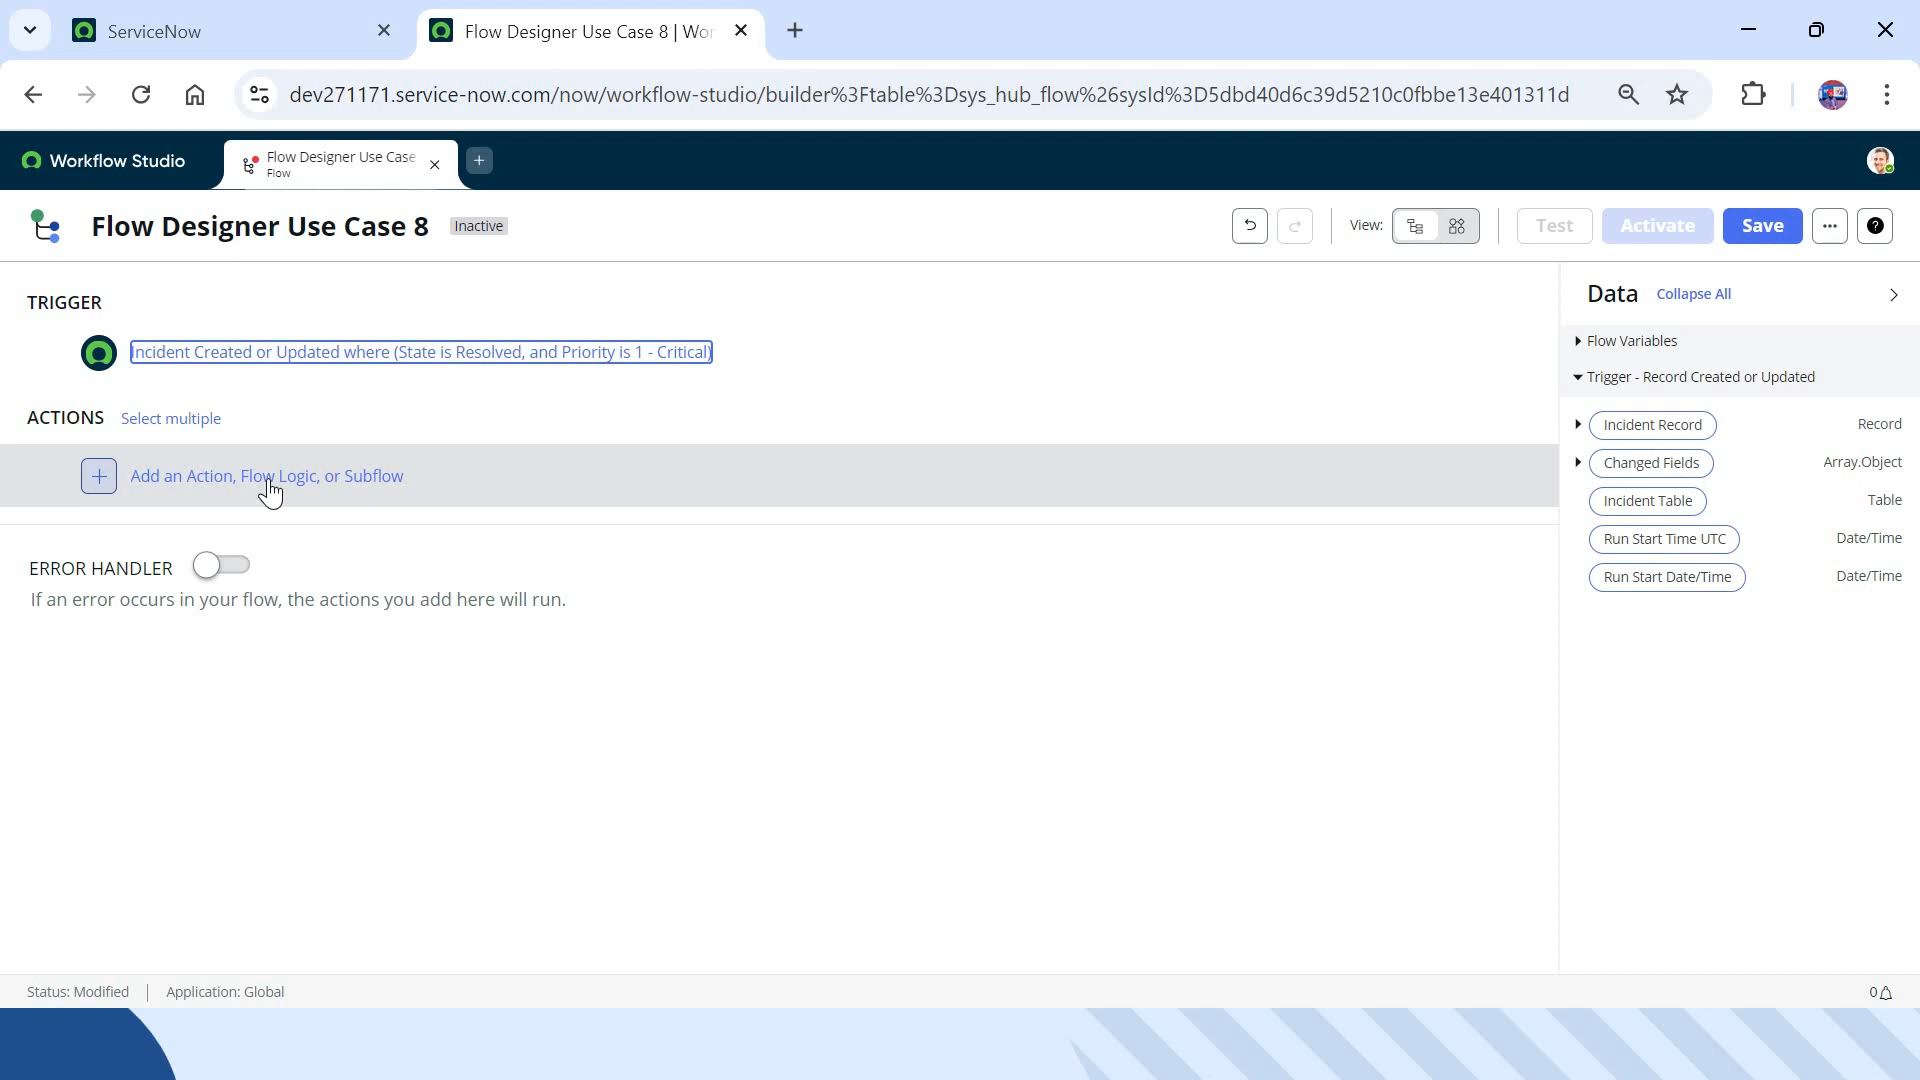 ServiceNow
Flow Designer Use Case 8 | Wor
dev271171.service-now.com/now/workflow-studio/builder%3Ftable%3Dsys_hub_flow%26sysId%3D5dbd40d6c39d5210c0fbbe13e401311d
Workflow Studio
Flow Designer Use Case
Flow
Flow Designer Use Case 8
Inactive
View:
Test
Activate
Save
TRIGGER
Incident Created or Updated where (State is Resolved, and Priority is 1 - Critical)
ACTIONS Select multiple
Add an Action, Flow Logic, or Subflow
ERROR HANDLER
If an error occurs in your flow, the actions you add here will run.
Data Collapse All
Flow Variables
Trigger - Record Created or Updated
Incident Record Record
Changed Fields Array.Object
Incident Table Table
Run Start Time UTC Date/Time
Run Start Date/Time Date/Time
Status: Modified
Application: Global
0